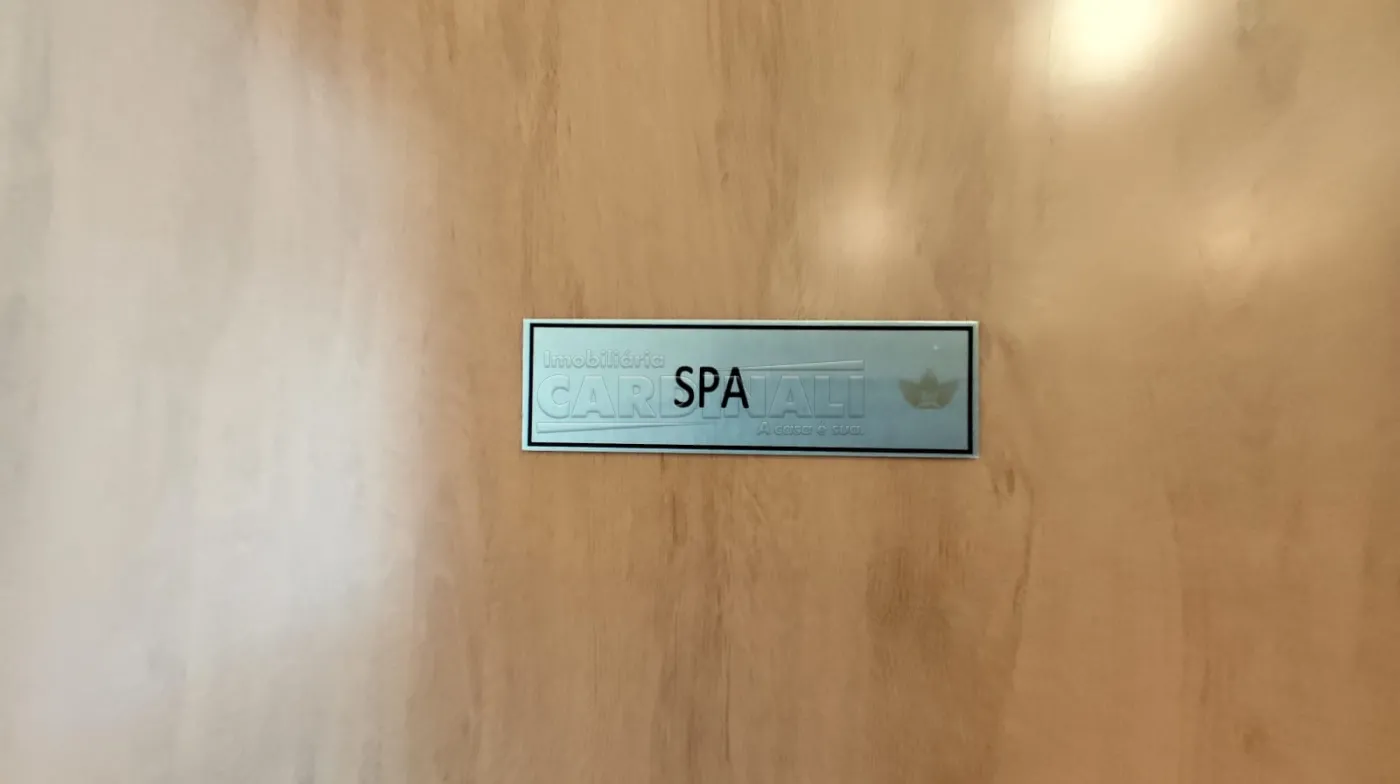 Imobiliária
CARDINALI
A casa e sua.
SPA